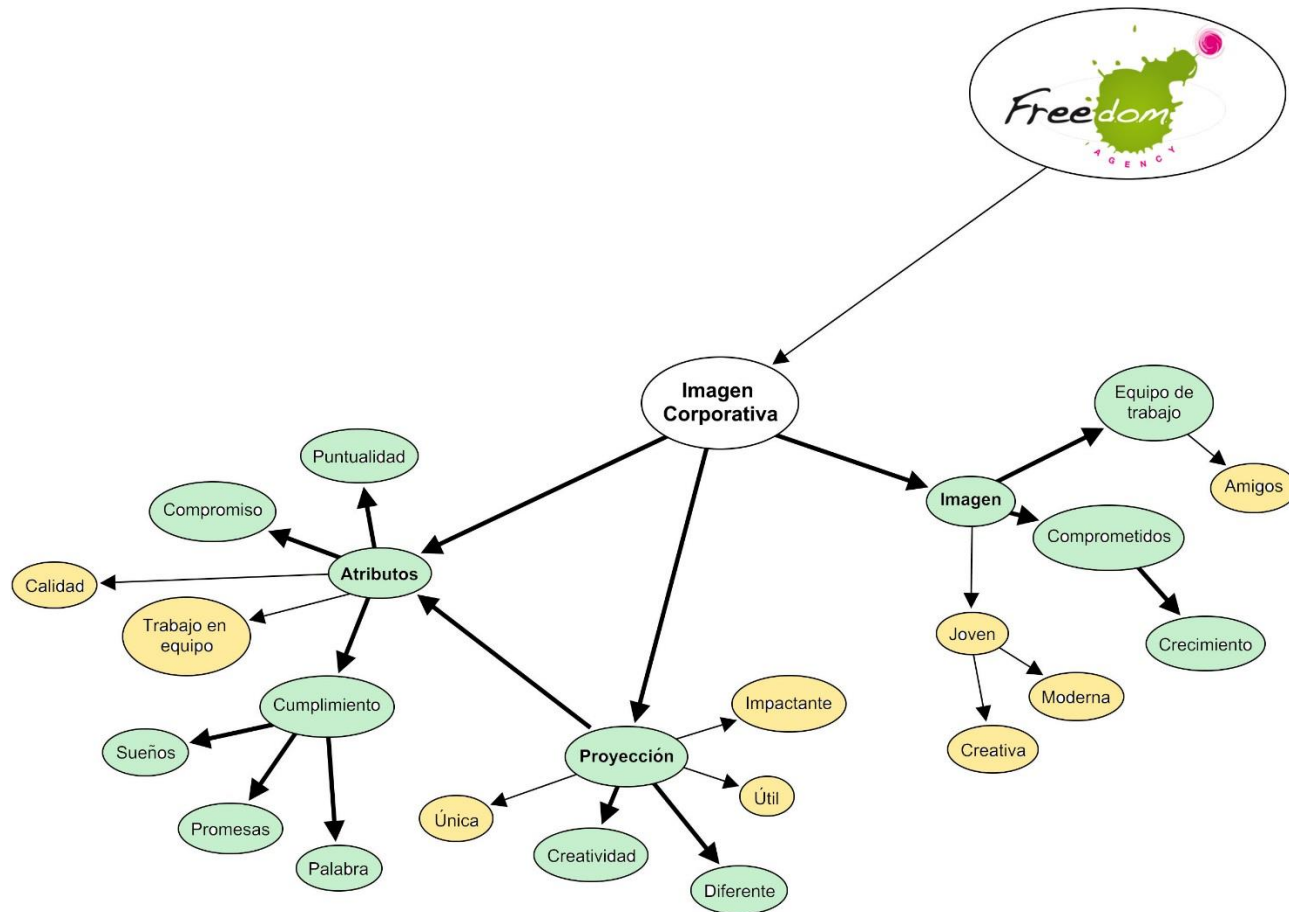 Freedom
AGENCY
Imagen
Corporativa
Equipo de
trabajo
Puntualidad
Amigos
Compromiso
Imagen
Comprometidos
Atributos
Calidad
Trabajo en
equipo
Joven
Crecimiento
Cumplimiento
Impactante
Moderna
Sueños
Proyección
Creativa
Útil
Única
Promesas
Creatividad
Palabra
Diferente